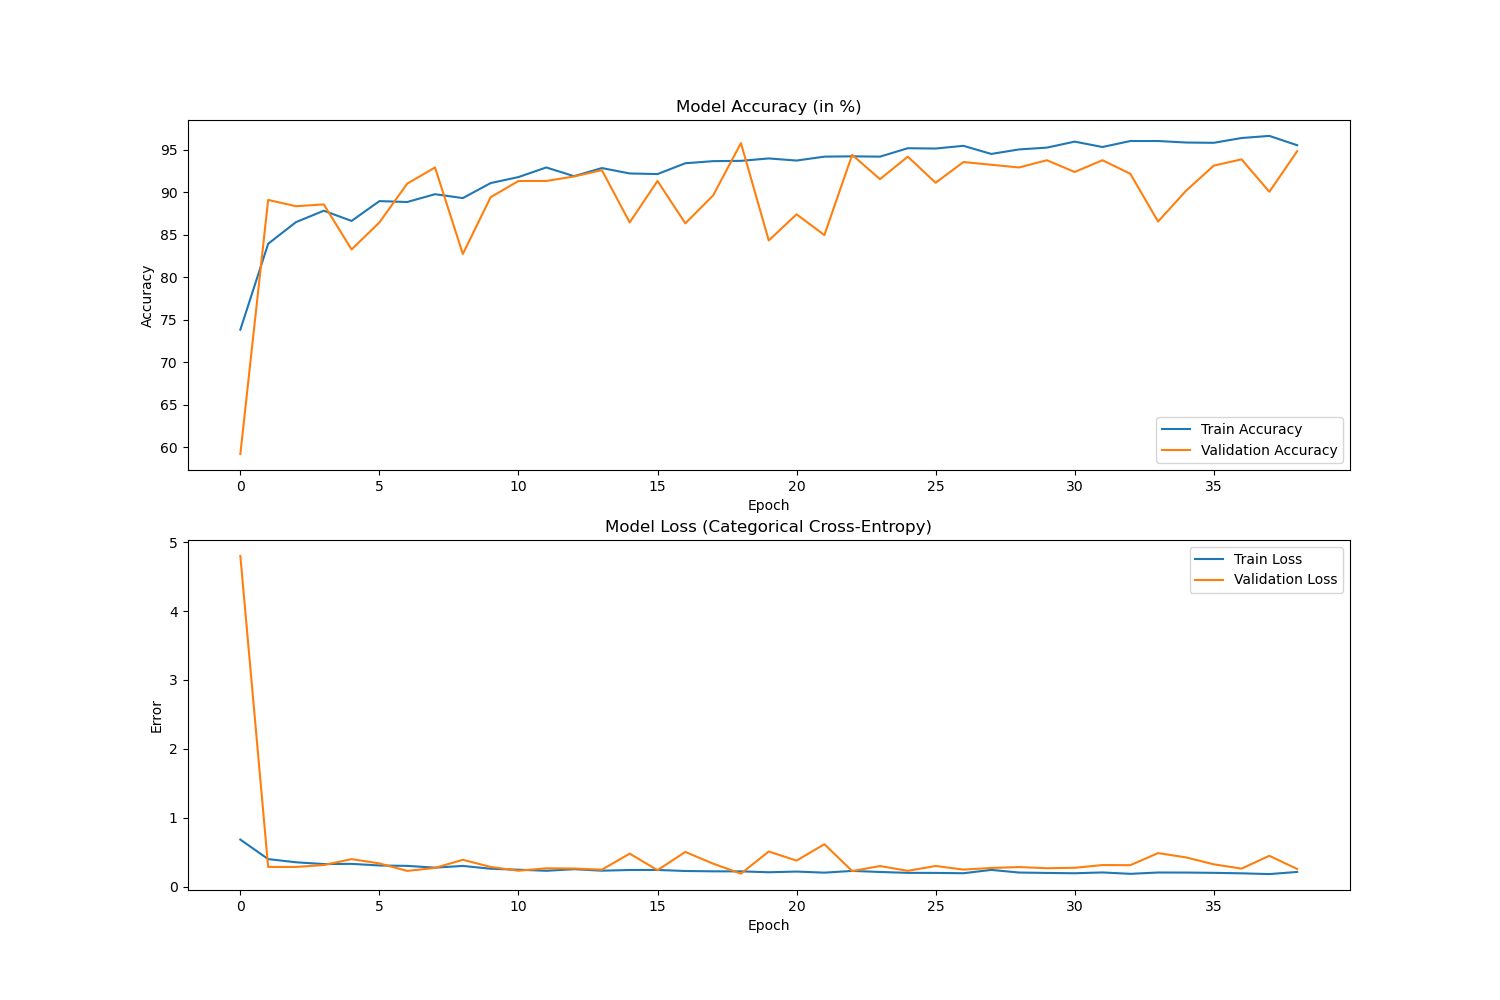 Model Accuracy (in %)
95
90
85
80
75
70
65
60
Accuracy
Train Accuracy
Validation Accuracy
0 5 10 15 20 25 30 35
Epoch
Model Loss (Categorical Cross-Entropy)
5
4
3
2
1
0
Error
Train Loss
Validation Loss
0 5 10 15 20 25 30 35
Epoch